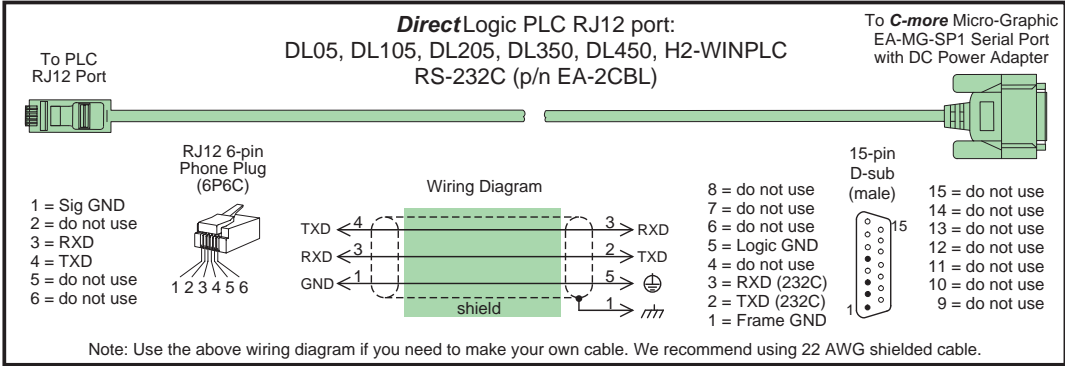 DirectLogic PLC RJ12 port:
DL05, DL105, DL205, DL350, DL450, H2-WINPLC
RS-232C (p/n EA-2CBL)
To PLC
RJ12 Port
To C-more Micro-Graphic
EA-MG-SP1 Serial Port
with DC Power Adapter
RJ12 6-pin
Phone Plug
(6P6C)
1 = Sig GND
2 = do not use
3 = RXD
4 = TXD
5 = do not use
6 = do not use
1 2 3 4 5 6
Wiring Diagram
TXD 4 3 RXD
RXD 3 2 TXD
GND 1 5
1
shield
8 = do not use
7 = do not use
6 = do not use
5 = Logic GND
4 = do not use
3 = RXD (232C)
2 = TXD (232C)
1 = Frame GND
15-pin
D-sub
(male)
15
1
15 = do not use
14 = do not use
13 = do not use
12 = do not use
11 = do not use
10 = do not use
9 = do not use
Note: Use the above wiring diagram if you need to make your own cable. We recommend using 22 AWG shielded cable.